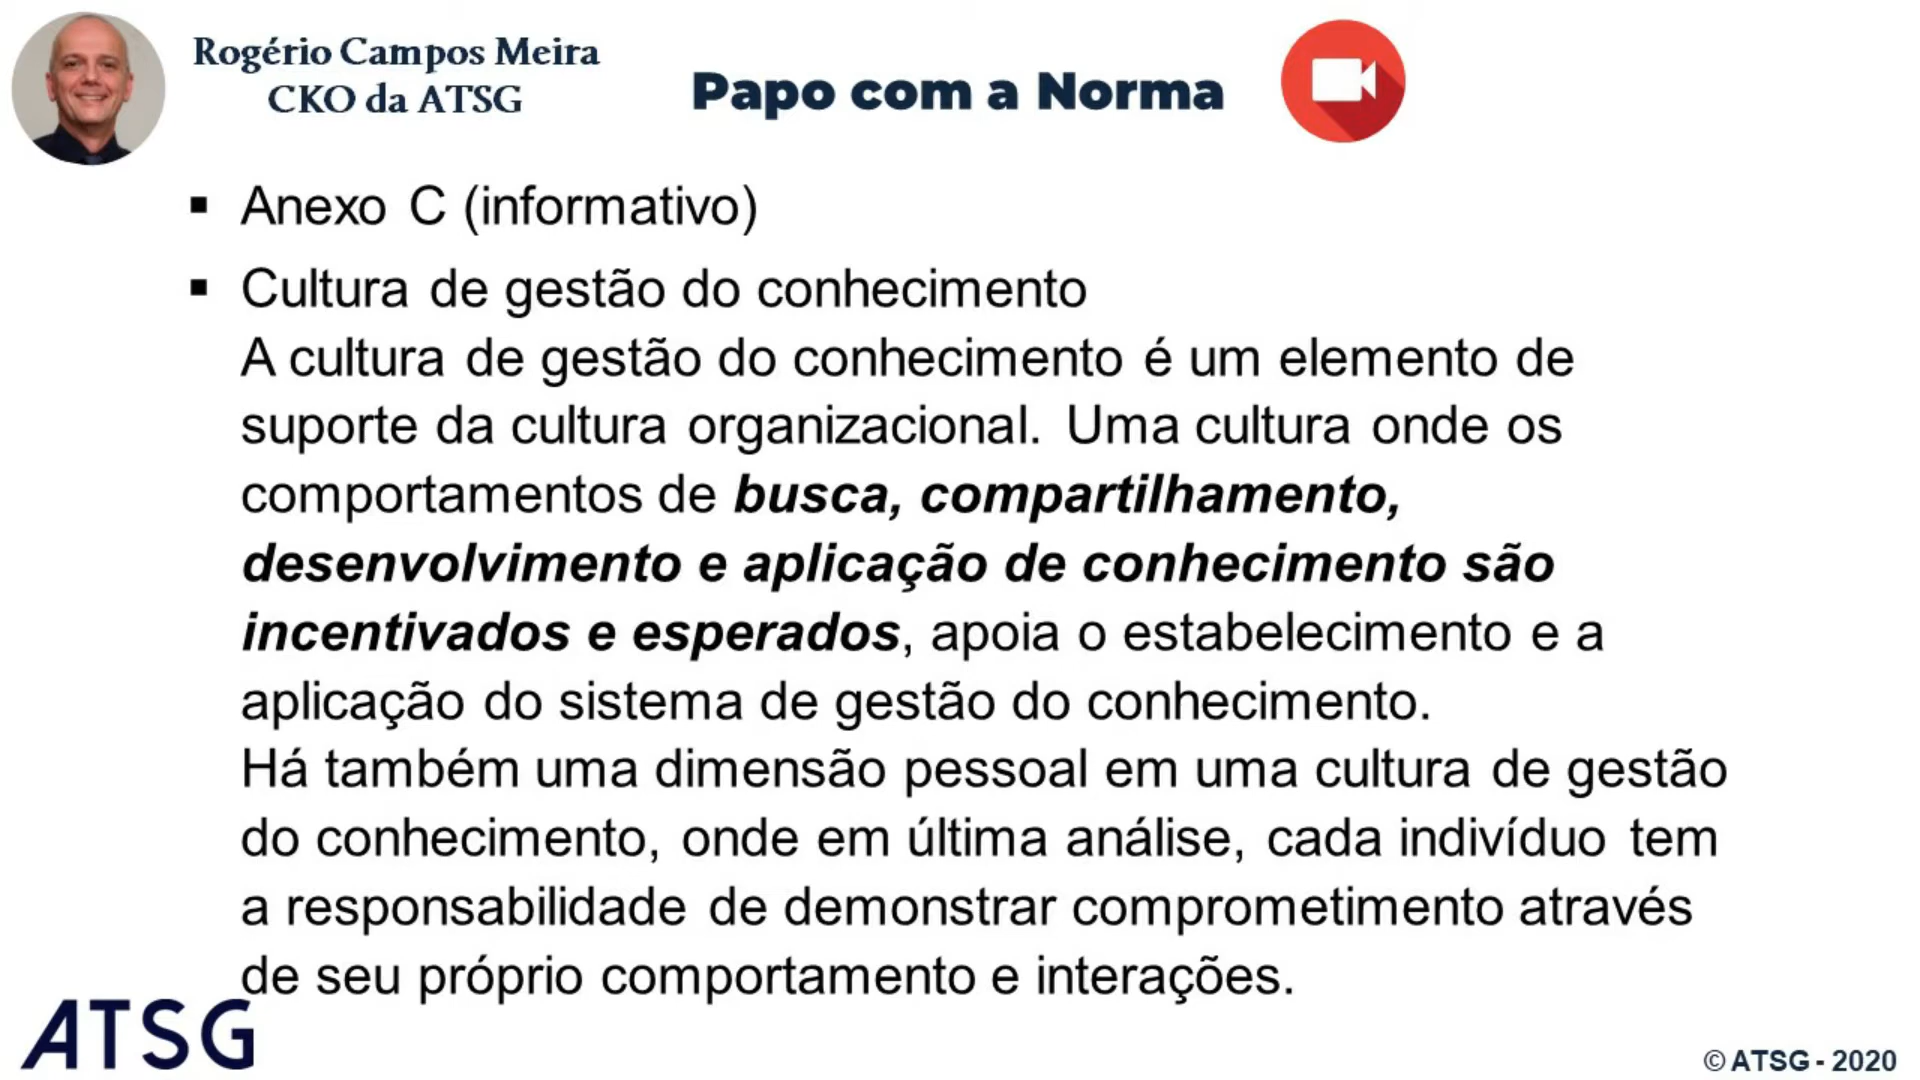 Rogério Campos Meira
CKO da ATSG
Papo com a Norma
▪ Anexo C (informativo)
▪ Cultura de gestão do conhecimento
A cultura de gestão do conhecimento é um elemento de
suporte da cultura organizacional. Uma cultura onde os
comportamentos de busca, compartilhamento,
desenvolvimento e aplicação de conhecimento são
incentivados e esperados, apoia o estabelecimento e a
aplicação do sistema de gestão do conhecimento.
Há também uma dimensão pessoal em uma cultura de gestão
do conhecimento, onde em última análise, cada indivíduo tem
a responsabilidade de demonstrar comprometimento através
de seu próprio comportamento e interações.
ATSG
© ATSG - 2020